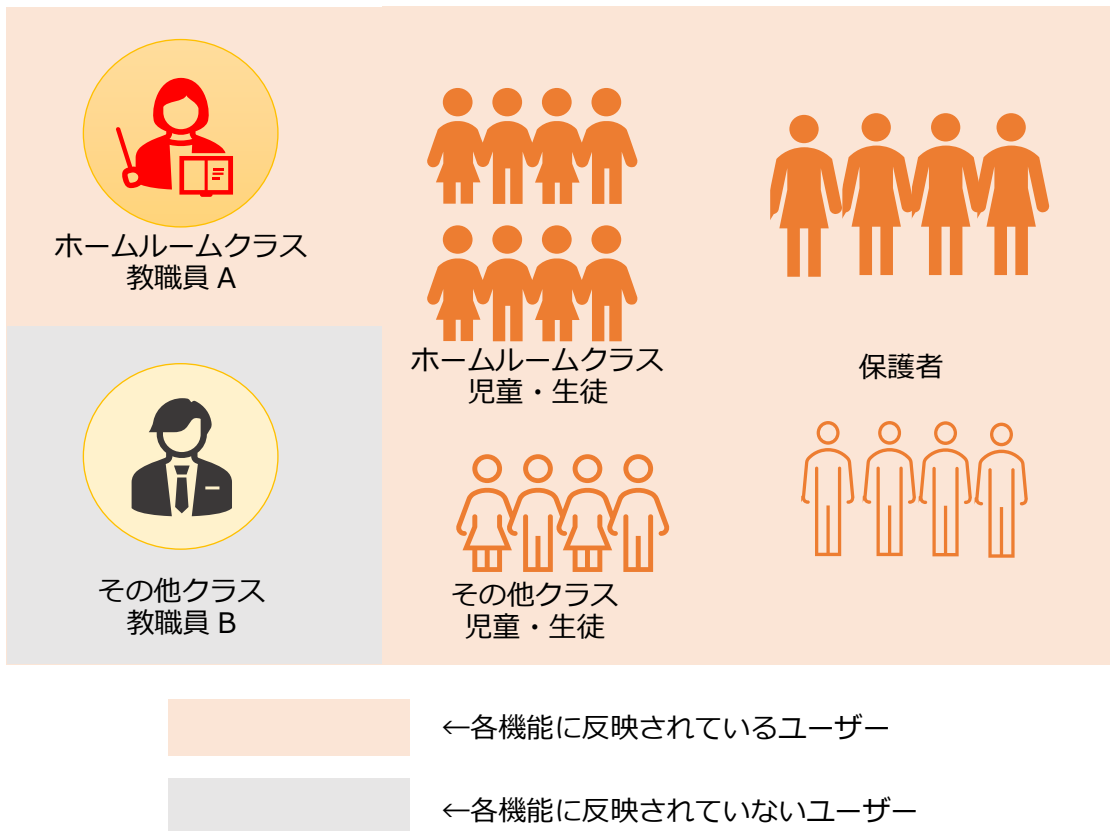 ホームルームクラス
教職員 A
ホームルームクラス
児童・生徒
保護者
その他クラス
教職員 B
その他クラス
児童・生徒
←各機能に反映されているユーザー
←各機能に反映されていないユーザー